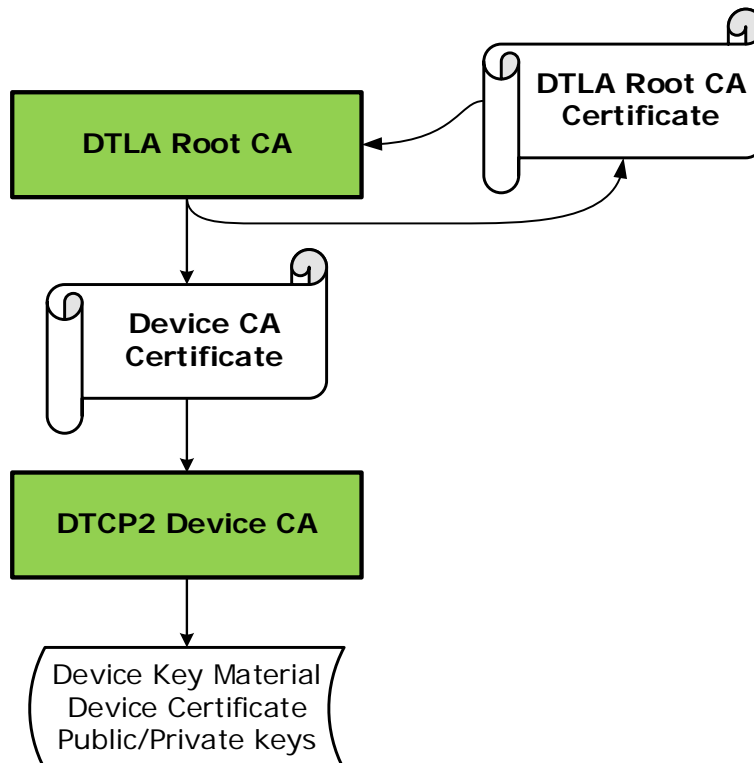 DTLA Root CA
Certificate
DTLA Root CA
Device CA
Certificate
DTCP2 Device CA
Device Key Material
Device Certificate
Public/Private keys